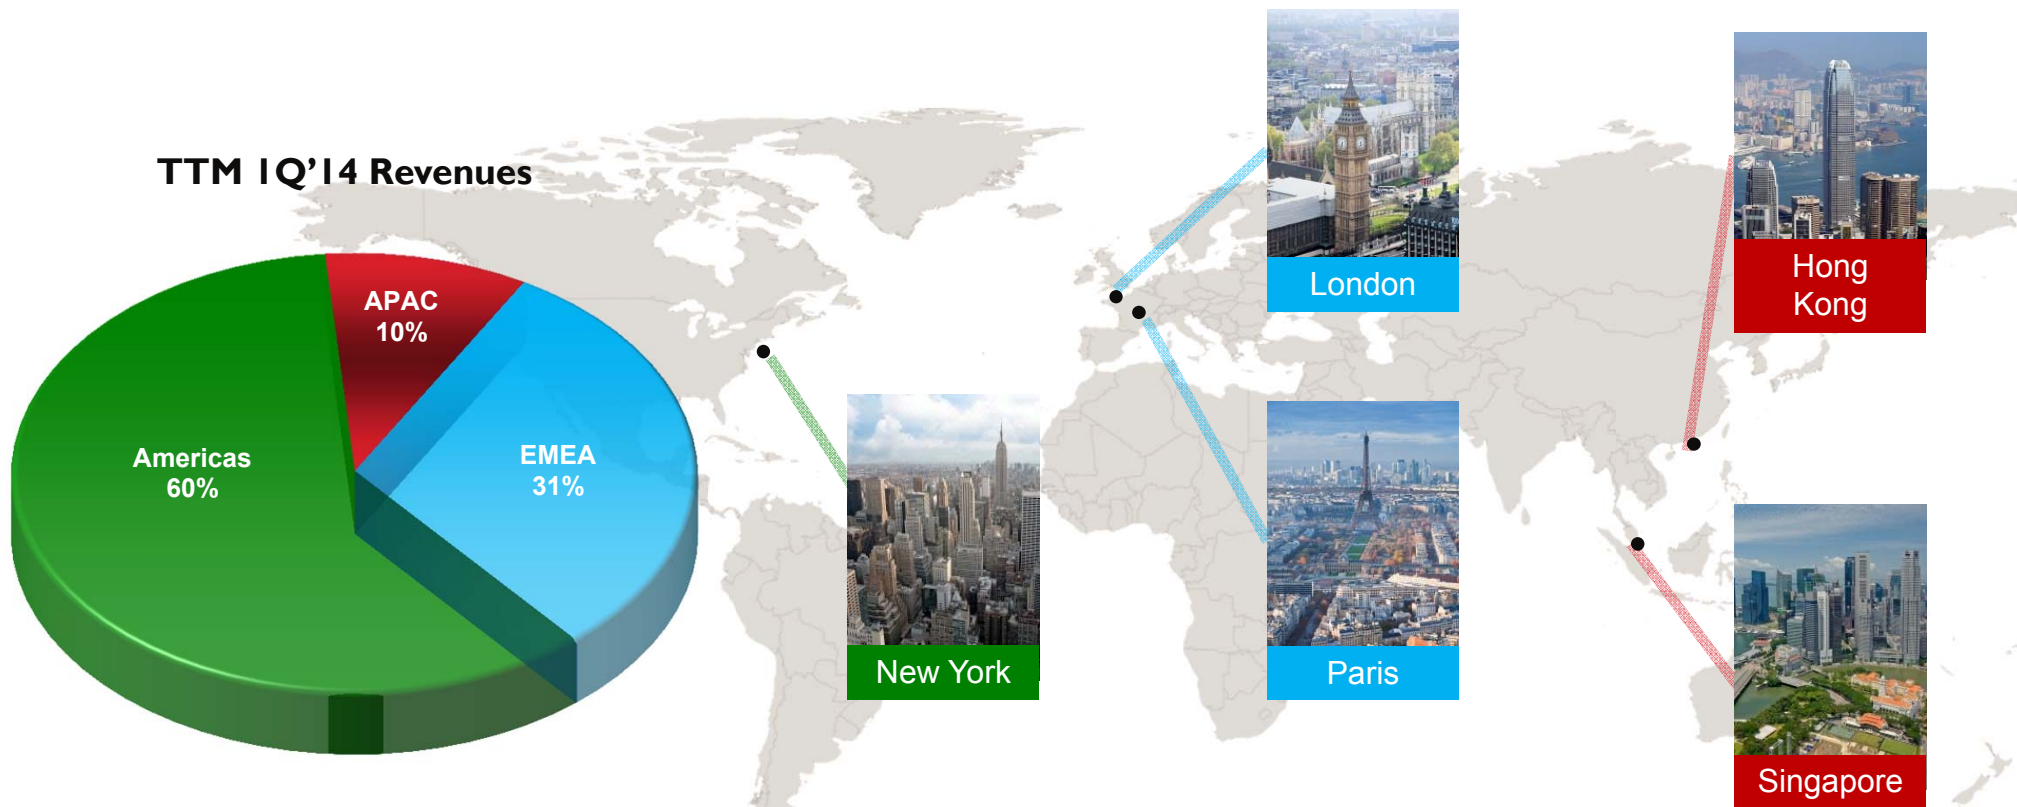 TTM 1Q’14 Revenues
APAC
10%
Americas
60%
EMEA
31%
London
Hong
Kong
New York
Paris
Singapore